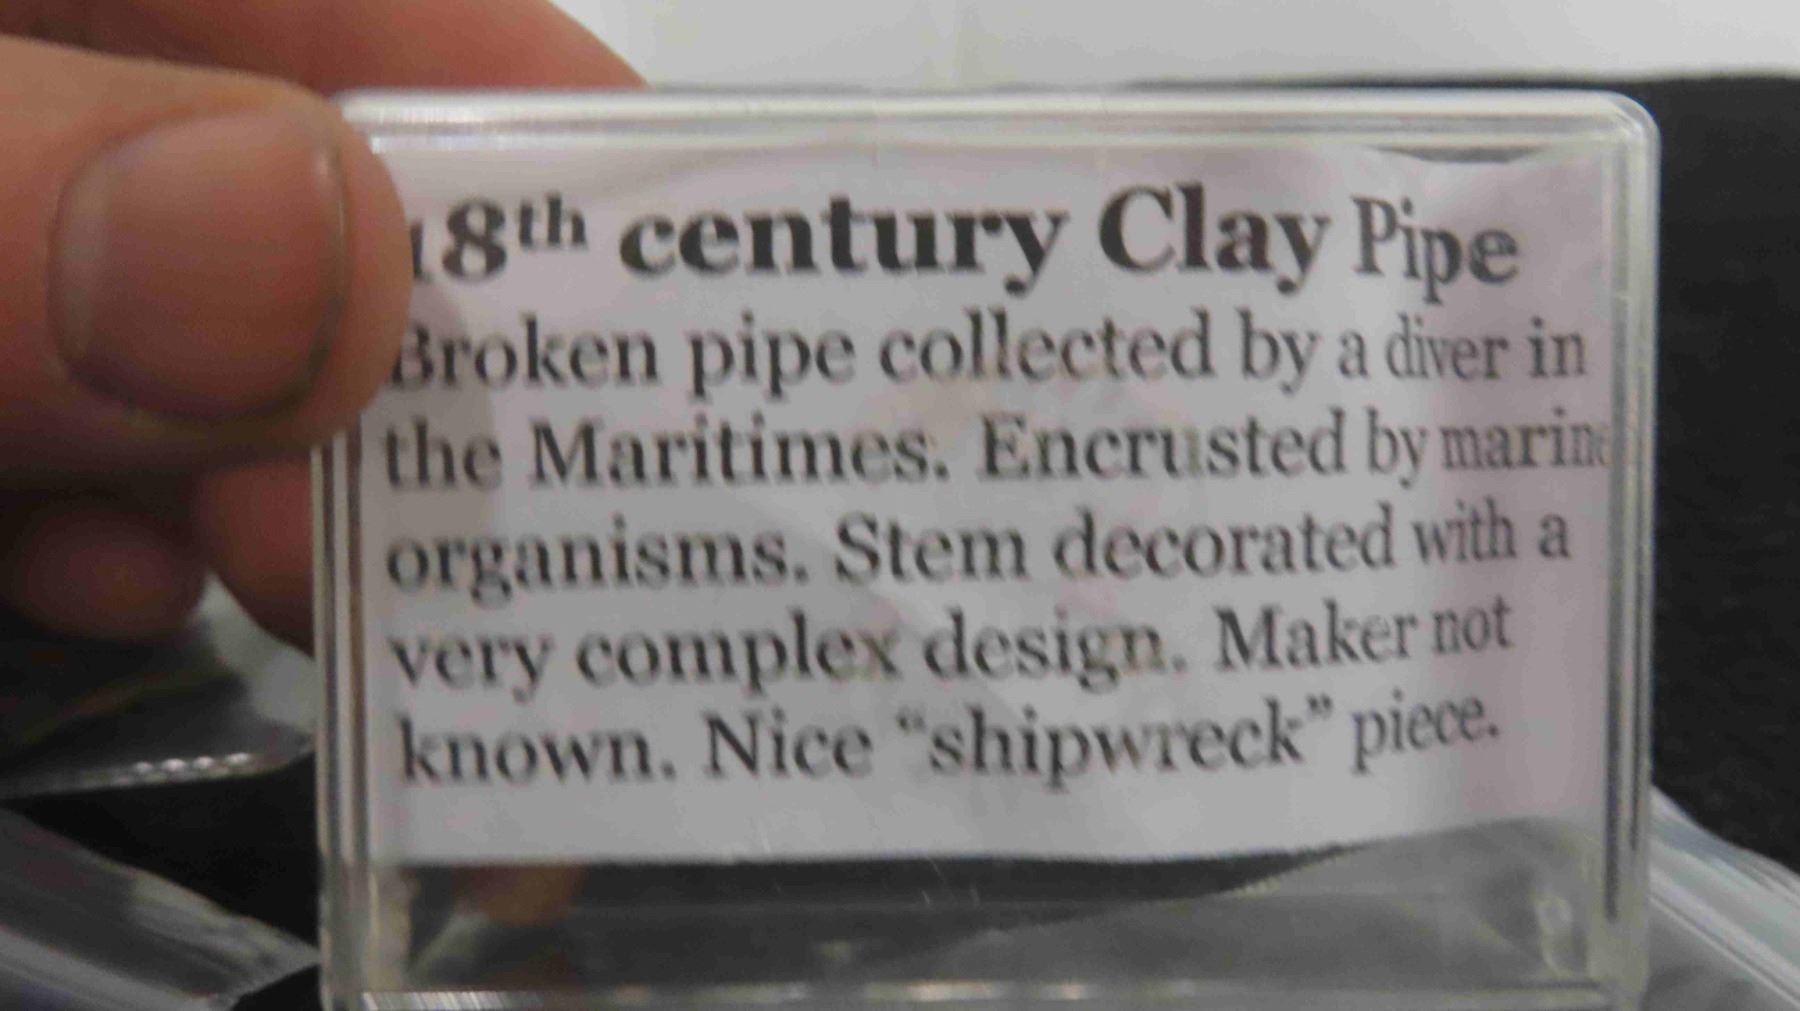 18th century Clay Pipe
Broken pipe collected by a diver in
the Maritimes. Encrusted by marine
organisms. Stem decorated with a
very complex design. Maker not
known. Nice “shipwreck” piece.